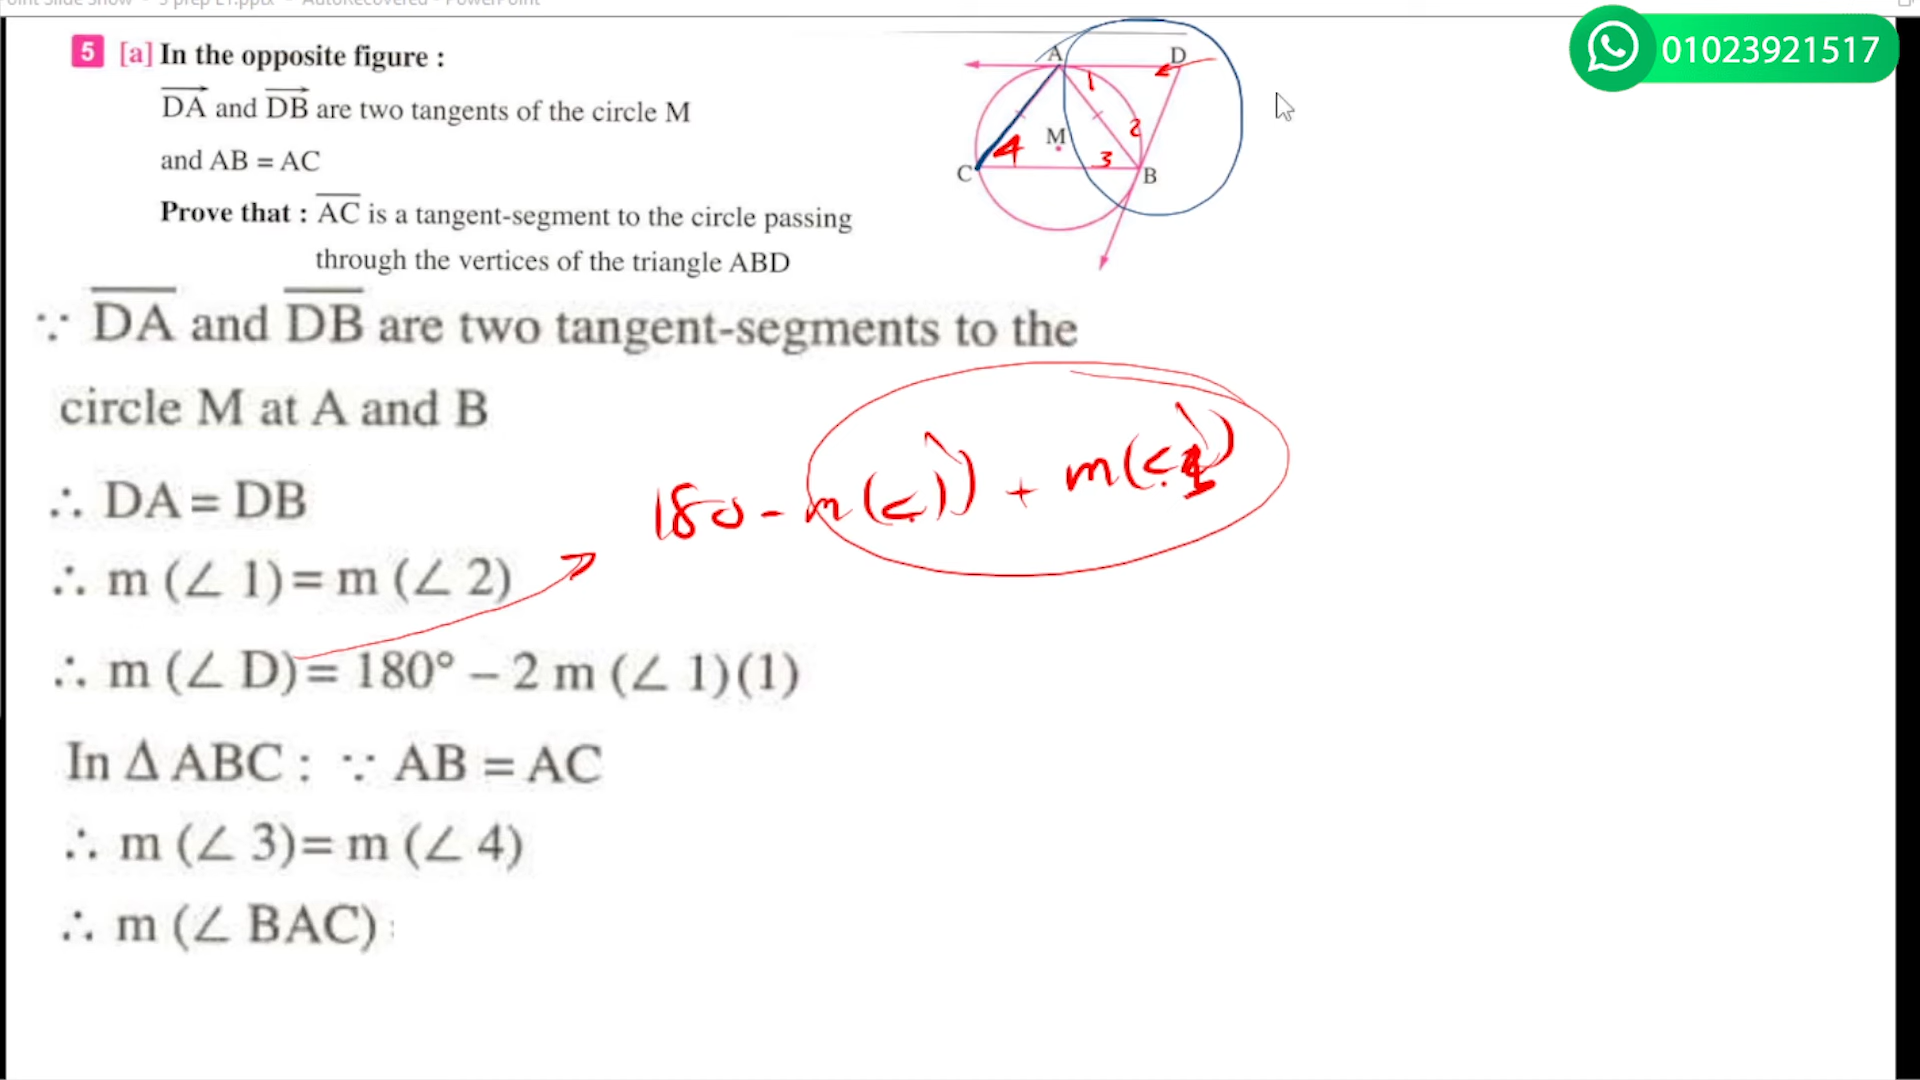 01023921517
5 [a] In the opposite figure :
DA and DB are two tangents of the circle M
and AB = AC
Prove that : AC is a tangent-segment to the circle passing
through the vertices of the triangle ABD
A
D
1
M
2
4
3
C
B
∵ DA and DB are two tangent-segments to the
circle M at A and B
∴ DA = DB
180 - m(<1) + m(<2)
∴ m (∠ 1) = m (∠ 2)
∴ m (∠ D) = 180° – 2 m (∠ 1)(1)
In Δ ABC : ∵ AB = AC
∴ m (∠ 3) = m (∠ 4)
∴ m (∠ BAC)